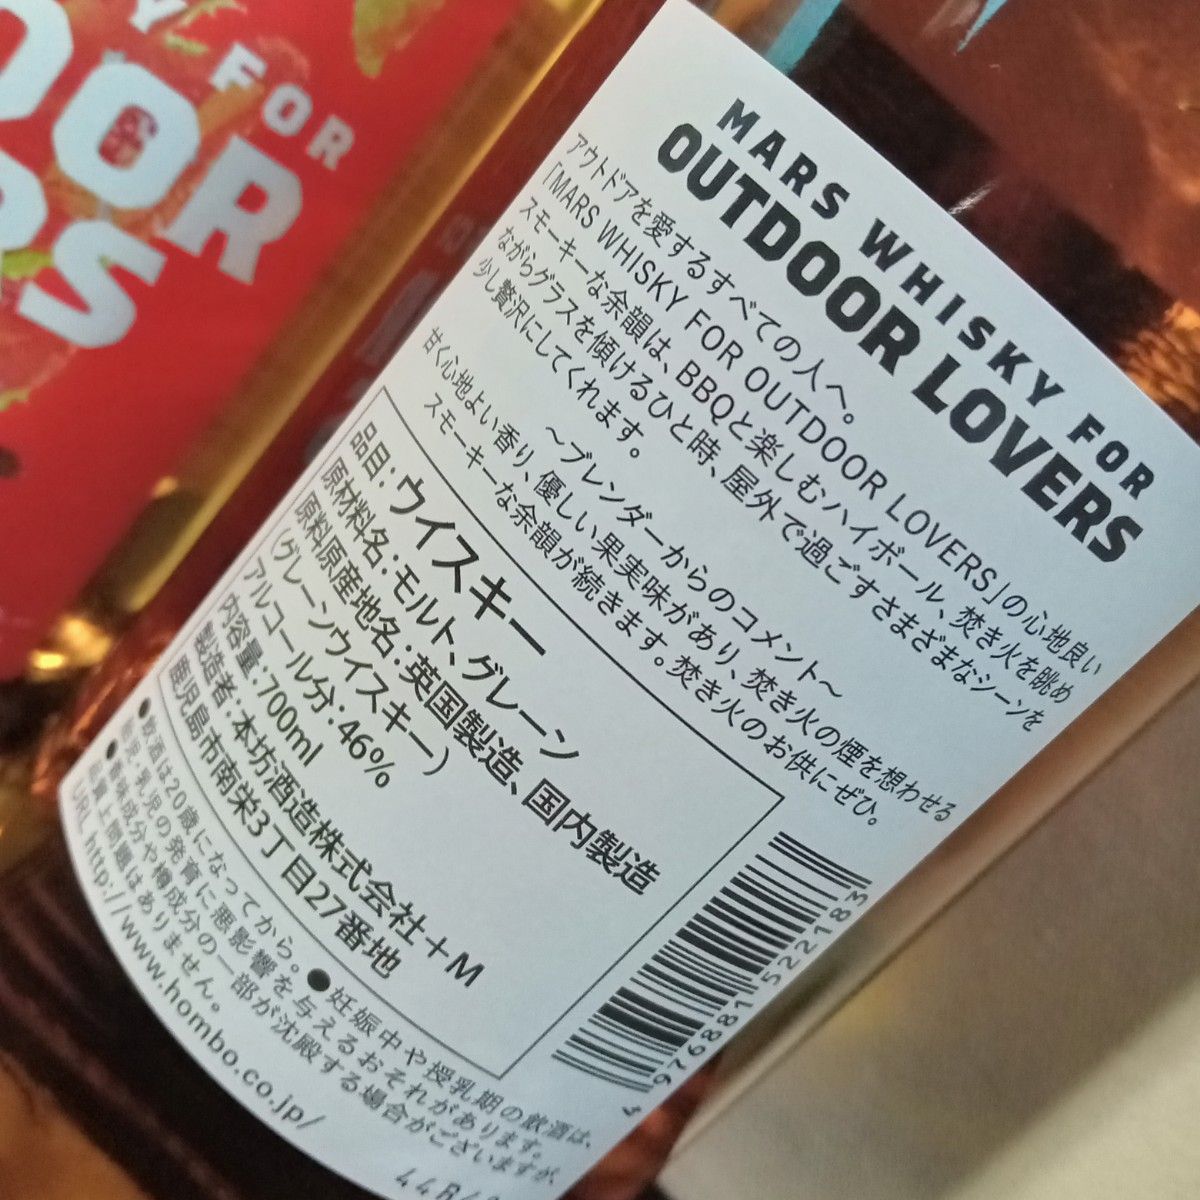 Y FOR
OOR
RS
MARS WHISKY FOR
OUTDOOR LOVERS
アウトドアを愛するすべての人へ。
「MARS WHISKY FOR OUTDOOR LOVERS」の心地良い
スモーキーな余韻は、BBQと楽しむハイボール、焚き火を眺め
ながらグラスを傾けるひと時、屋外で過ごすさまざまなシーンを
少し贅沢にしてくれます。
～ブレンダーからのコメント～
甘く心地よい香り、優しい果実味があり、焚き火の煙を想わせる
スモーキーな余韻が続きます。焚き火のお供にぜひ。
品目：ウイスキー
原材料名：モルト、グレーン
原料原産地名：英国製造、国内製造
（グレーンウイスキー）
アルコール分：46%
内容量：700ml
製造者：本坊酒造株式会社＋M
鹿児島市南栄3丁目27番地
4 976881 522183
●飲酒は20歳になってから。●妊娠中や授乳期の飲酒は、
胎児・乳児の発育に悪影響を与えるおそれがあります。
●香味成分や樽成分の一部が沈殿する場合がございますが、
品質上問題はありません。
URL http://www.hombo.co.jp/